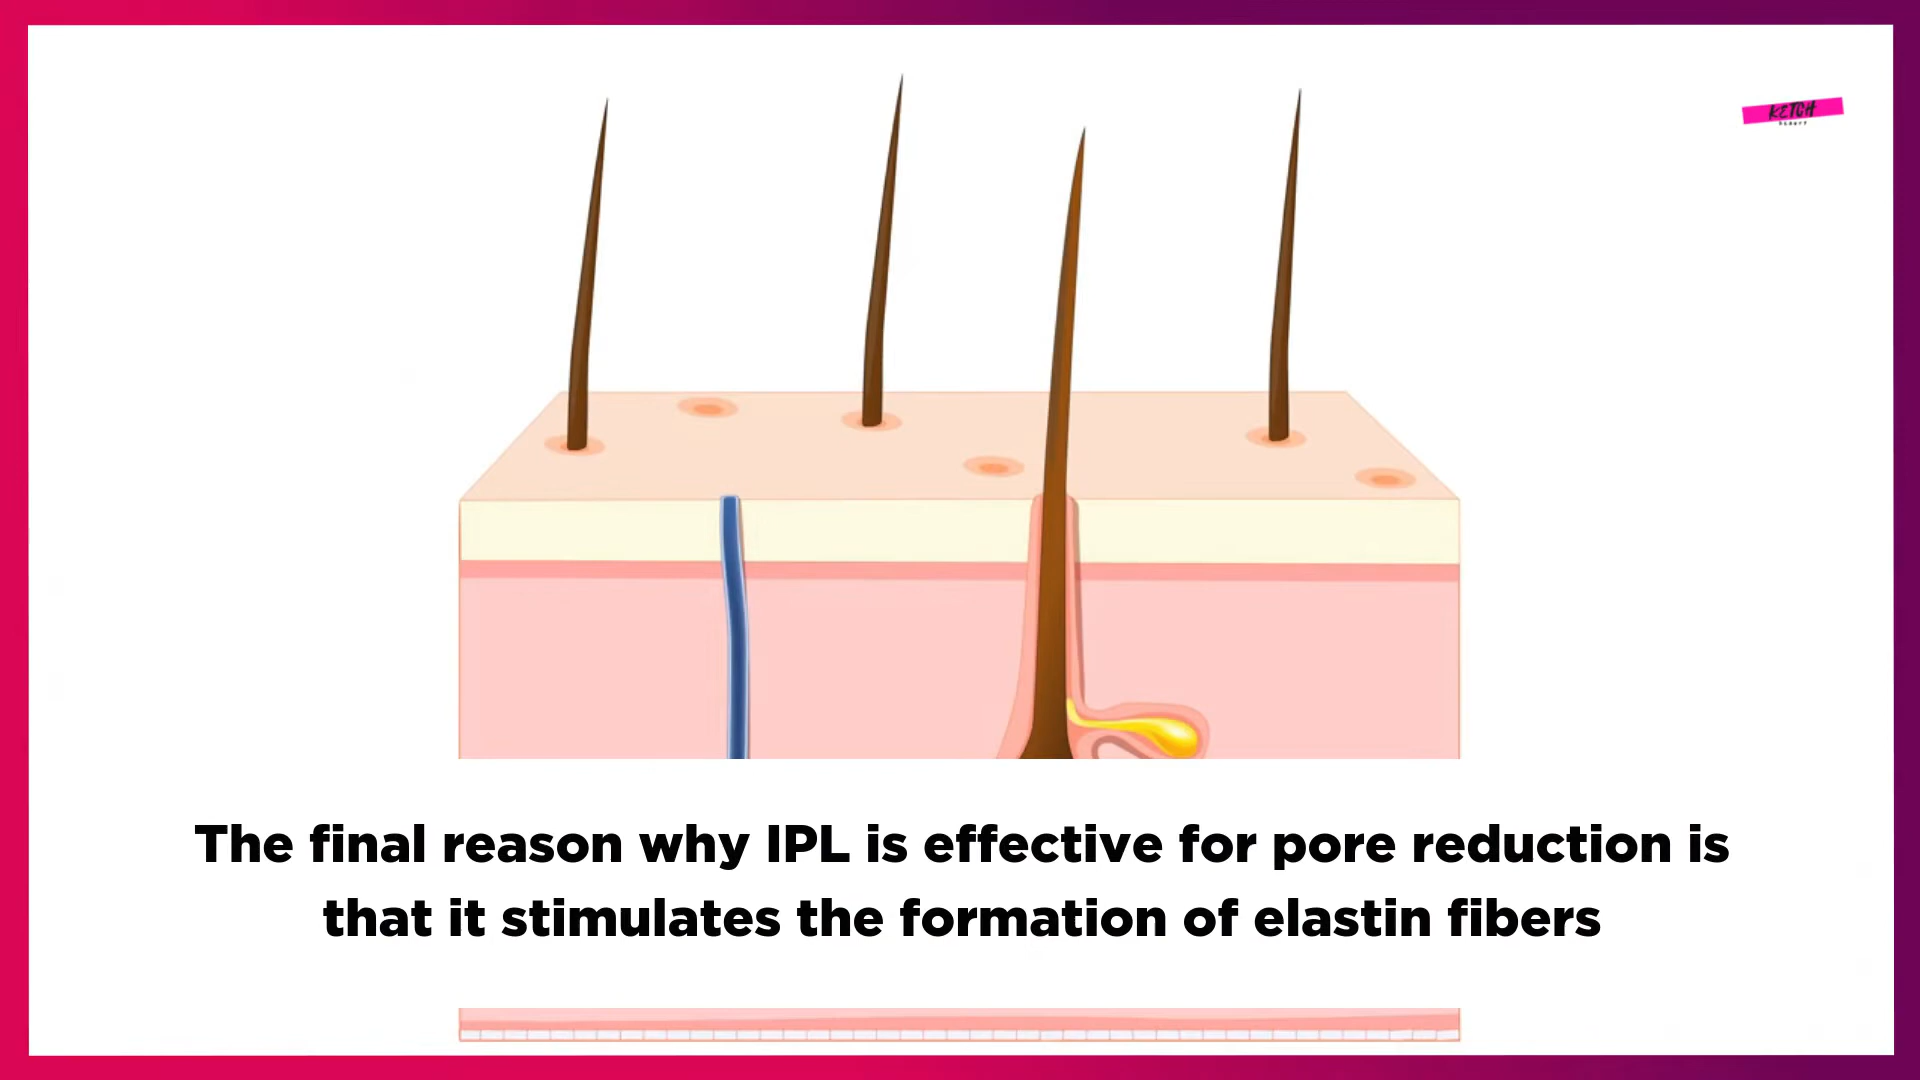 KETCH
The final reason why IPL is effective for pore reduction is
that it stimulates the formation of elastin fibers